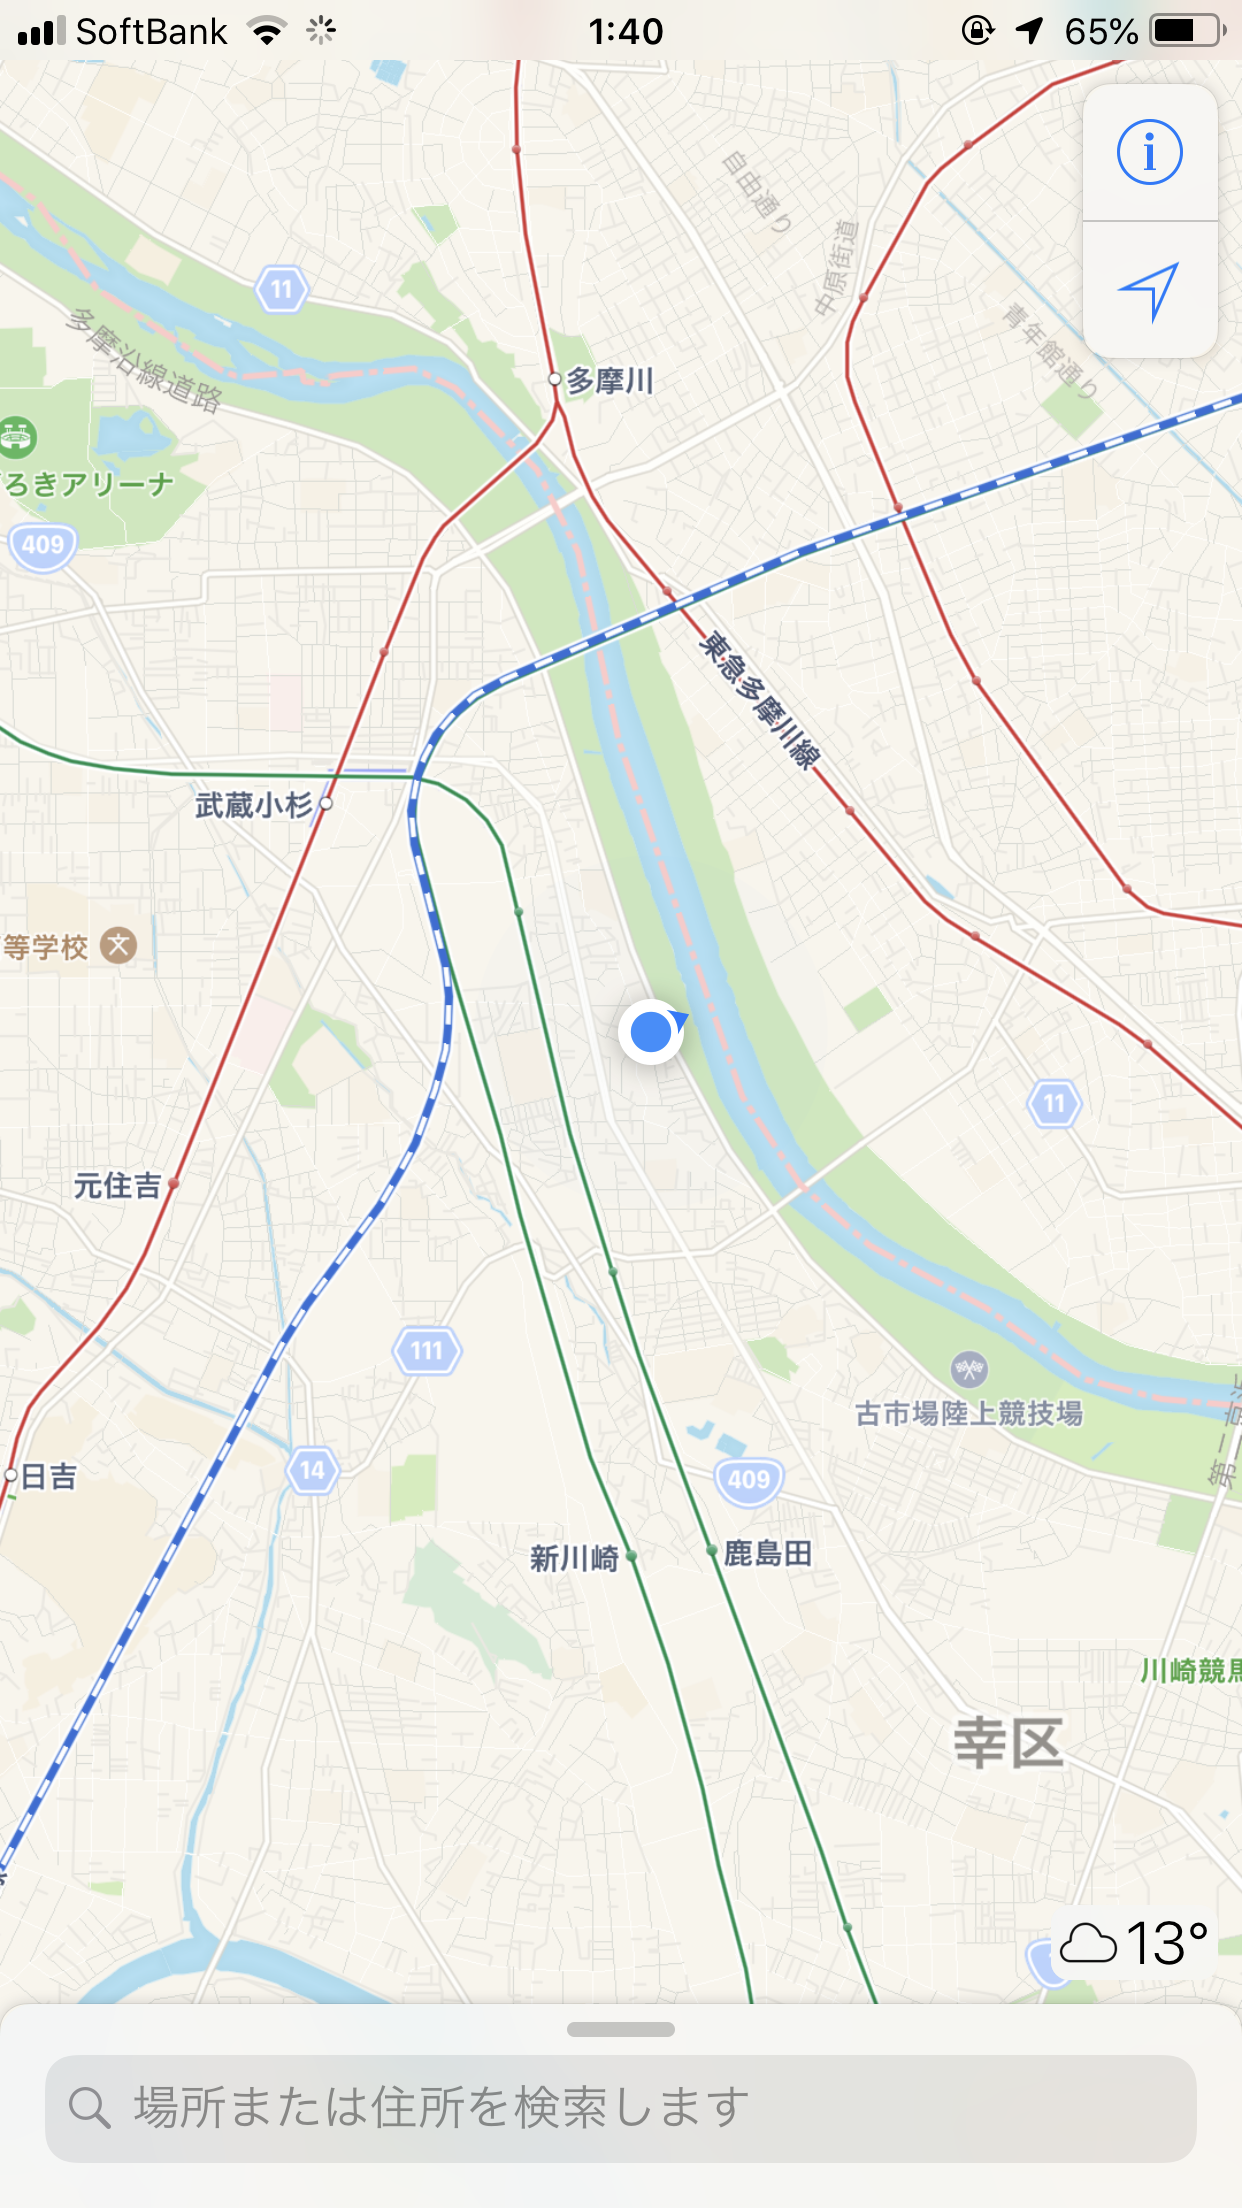 SoftBank 1:40 65%
自由通り
中原街道
11
青年館通り
多摩沿線道路
多摩川
ろきアリーナ
409
東急多摩川線
武蔵小杉
等学校
文
11
元住吉
111
古市場陸上競技場
日吉
14
409
新川崎
鹿島田
川崎競馬
幸区
13°
場所または住所を検索します